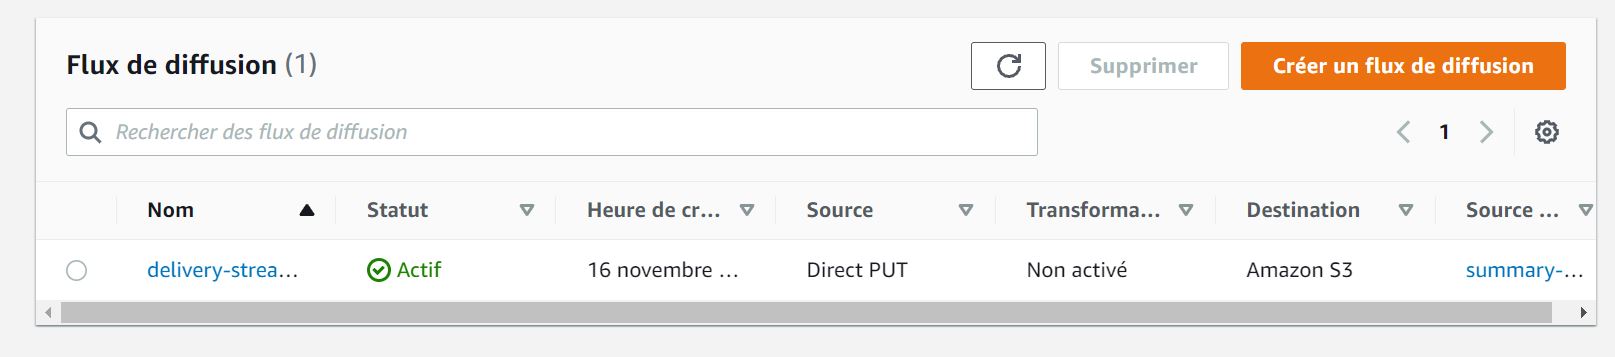 Flux de diffusion (1)
Supprimer
Créer un flux de diffusion
Rechercher des flux de diffusion
1
Nom Statut Heure de cr... Source Transforma... Destination Source ...
delivery-strea... Actif 16 novembre ... Direct PUT Non activé Amazon S3 summary-...